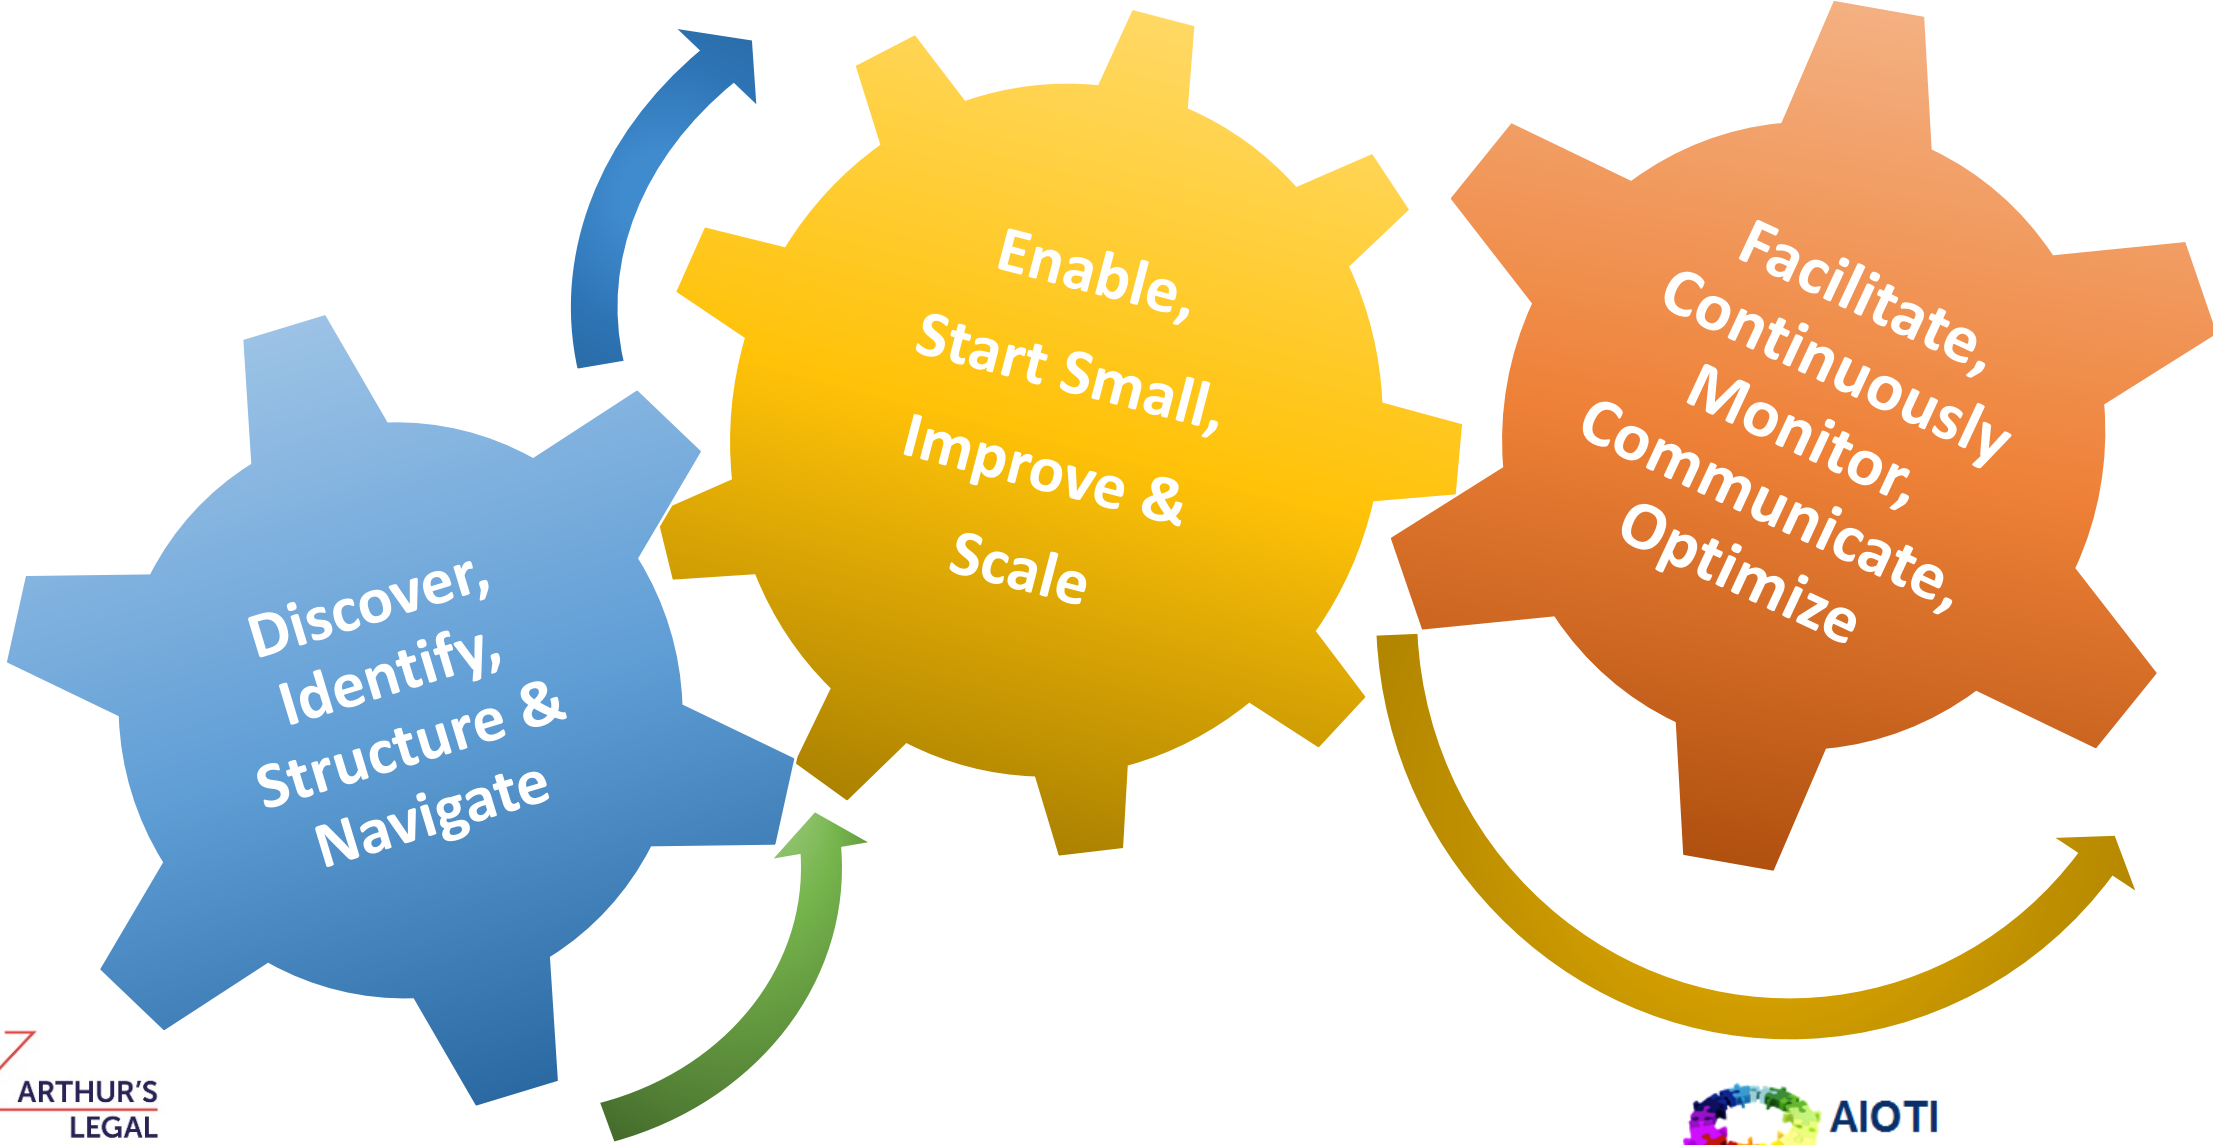 Discover,
Identify,
Structure &
Navigate
Enable,
Start Small,
Improve &
Scale
Facilitate,
Continuously
Monitor,
Communicate,
Optimize
ARTHUR'S
LEGAL
AIOTI